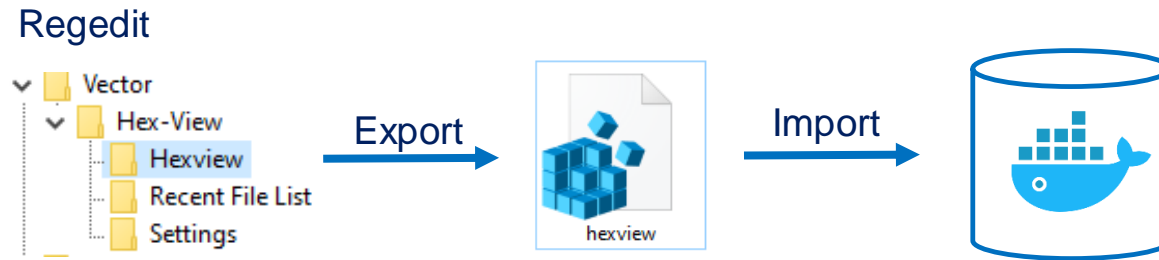 Regedit
Vector
Hex-View
Hexview
Recent File List
Settings
Export
hexview
Import